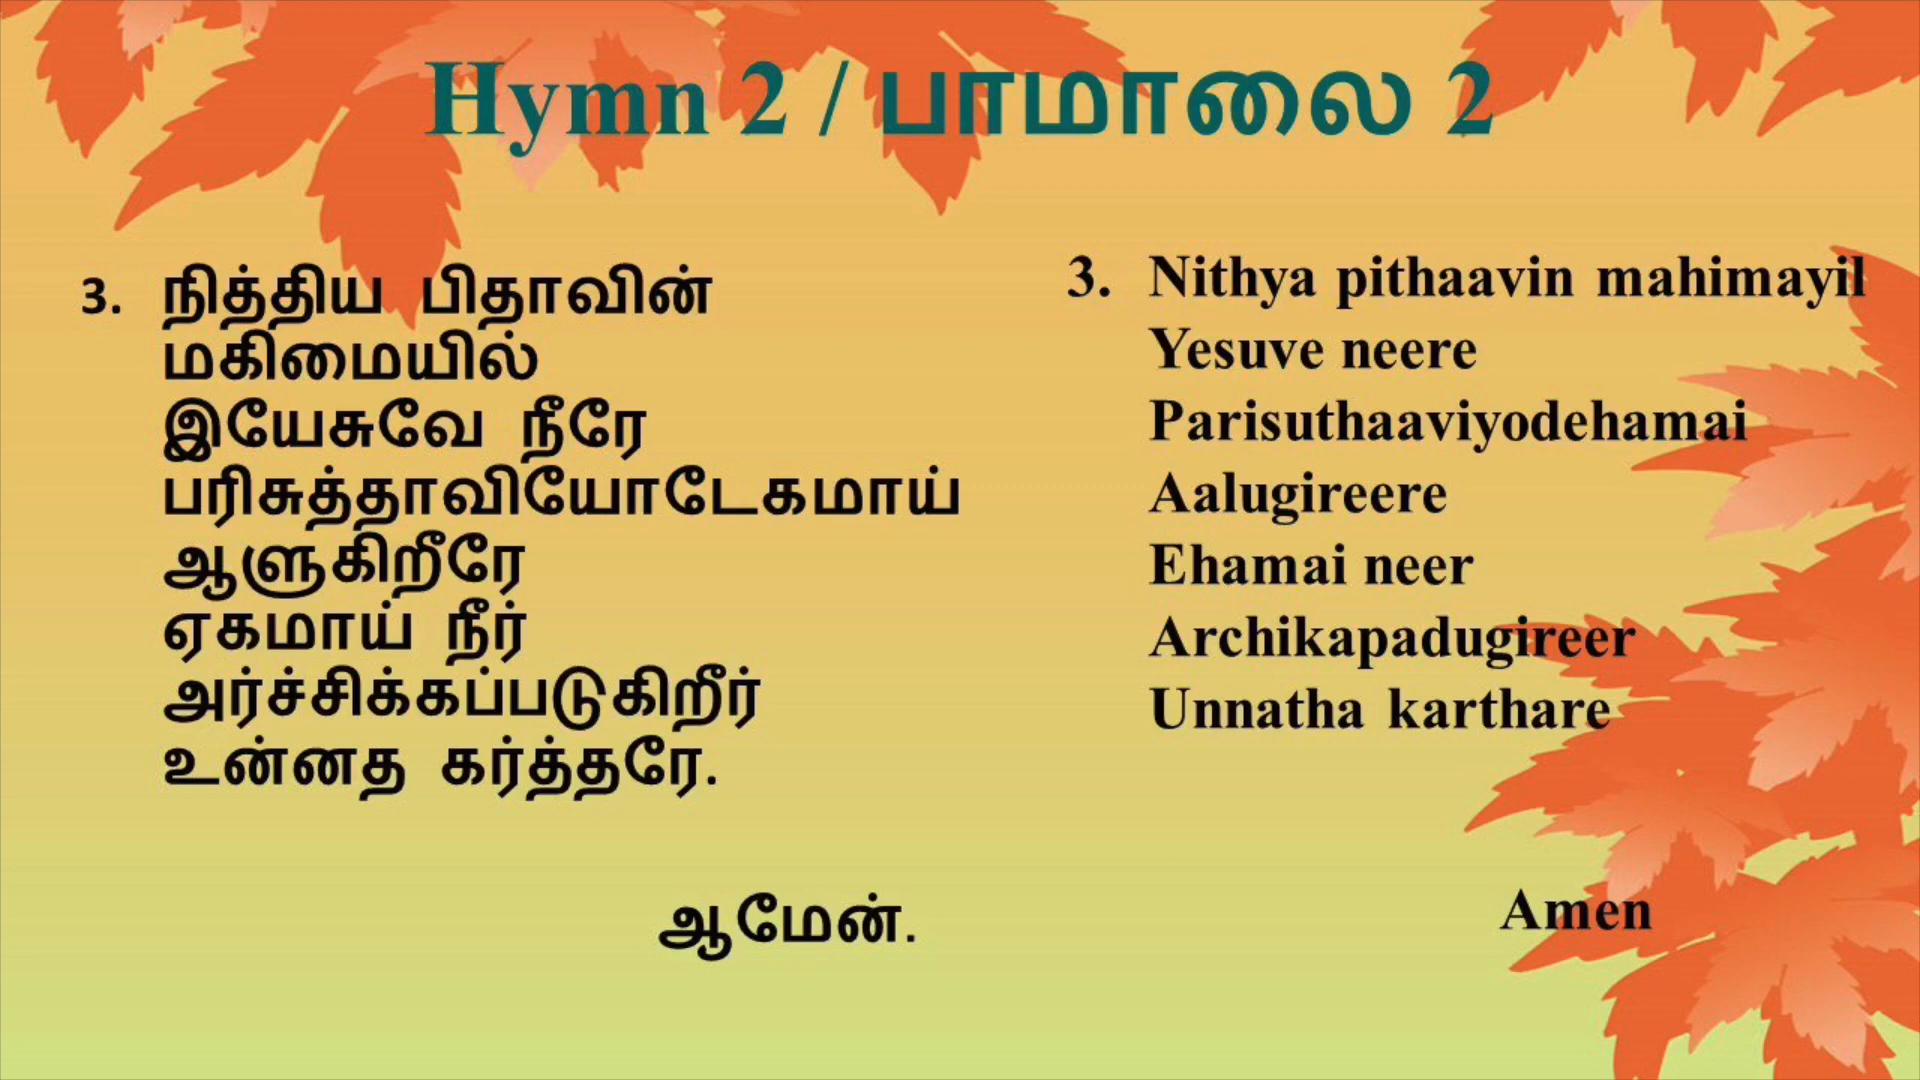 Hymn 2 / பாமாலை 2
3. நித்திய பிதாவின்
மகிமையில்
இயேசுவே நீரே
பரிசுத்தாவியோடேகமாய்
ஆளுகிறீரே
ஏகமாய் நீர்
அர்ச்சிக்கப்படுகிறீர்
உன்னத கர்த்தரே.
ஆமேன்.
3. Nithya pithaavin mahimayil
Yesuve neere
Parisuthaaviyodehamai
Aalugireere
Ehamai neer
Archikapadugireer
Unnatha karthare
Amen